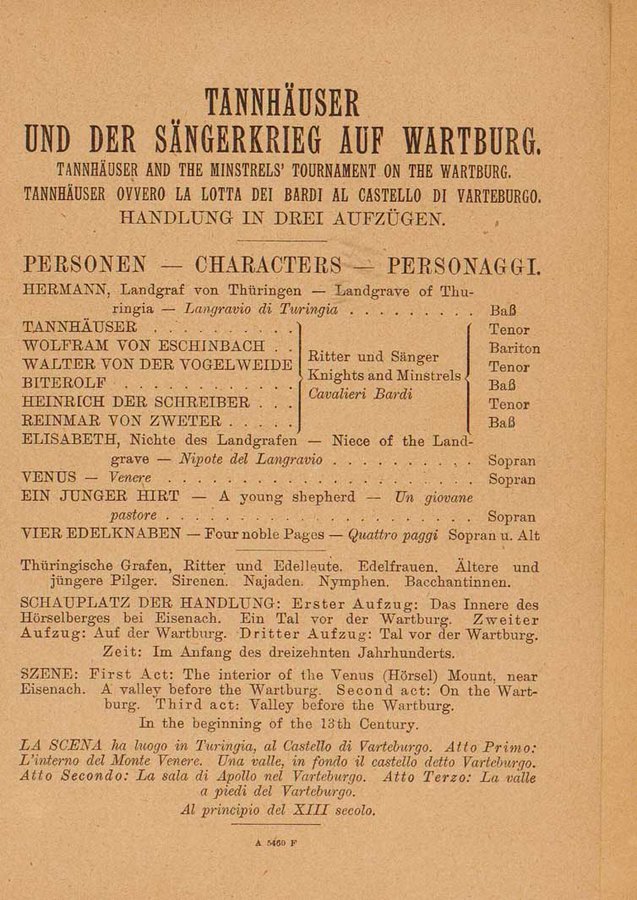 TANNHÄUSER
UND DER SÄNGERKRIEG AUF WARTBURG.
TANNHÄUSER AND THE MINSTRELS' TOURNAMENT ON THE WARTBURG.
TANNHÄUSER OVVERO LA LOTTA DEI BARDI AL CASTELLO DI VARTEBURGO.
HANDLUNG IN DREI AUFZÜGEN.
PERSONEN — CHARACTERS — PERSONAGGI.
HERMANN, Landgraf von Thüringen — Landgrave of Thu-
ringia — Langravio di Turingia . . . . . . . . . Baß
TANNHÄUSER . . . . . . . . . . Tenor
WOLFRAM VON ESCHINBACH . . Bariton
WALTER VON DER VOGELWEIDE Ritter und Sänger Tenor
BITEROLF . . . . . . . . . . . . Knights and Minstrels Baß
HEINRICH DER SCHREIBER . . . Cavalieri Bardi Tenor
REINMAR VON ZWETER . . . . . Baß
ELISABETH, Nichte des Landgrafen — Niece of the Land-
grave — Nipote del Langravio . . . . . . . . . . Sopran
VENUS — Venere . . . . . . . . . . . . . . . . . . . . Sopran
EIN JUNGER HIRT — A young shepherd — Un giovane
pastore . . . . . . . . . . . . . . . . . . . . . Sopran
VIER EDELKNABEN — Four noble Pages — Quattro paggi Sopran u. Alt
Thüringische Grafen, Ritter und Edelleute. Edelfrauen. Ältere und
jüngere Pilger. Sirenen. Najaden. Nymphen. Bacchantinnen.
SCHAUPLATZ DER HANDLUNG: Erster Aufzug: Das Innere des
Hörselberges bei Eisenach. Ein Tal vor der Wartburg. Zweiter
Aufzug: Auf der Wartburg. Dritter Aufzug: Tal vor der Wartburg.
Zeit: Im Anfang des dreizehnten Jahrhunderts.
SZENE: First Act: The interior of the Venus (Hörsel) Mount, near
Eisenach. A valley before the Wartburg. Second act: On the Wart-
burg. Third act: Valley before the Wartburg.
In the beginning of the 13th Century.
LA SCENA ha luogo in Turingia, al Castello di Varteburgo. Atto Primo:
L'interno del Monte Venere. Una valle, in fondo il castello detto Varteburgo.
Atto Secondo: La sala di Apollo nel Varteburgo. Atto Terzo: La valle
a piedi del Varteburgo.
Al principio del XIII secolo.
A 5460 F